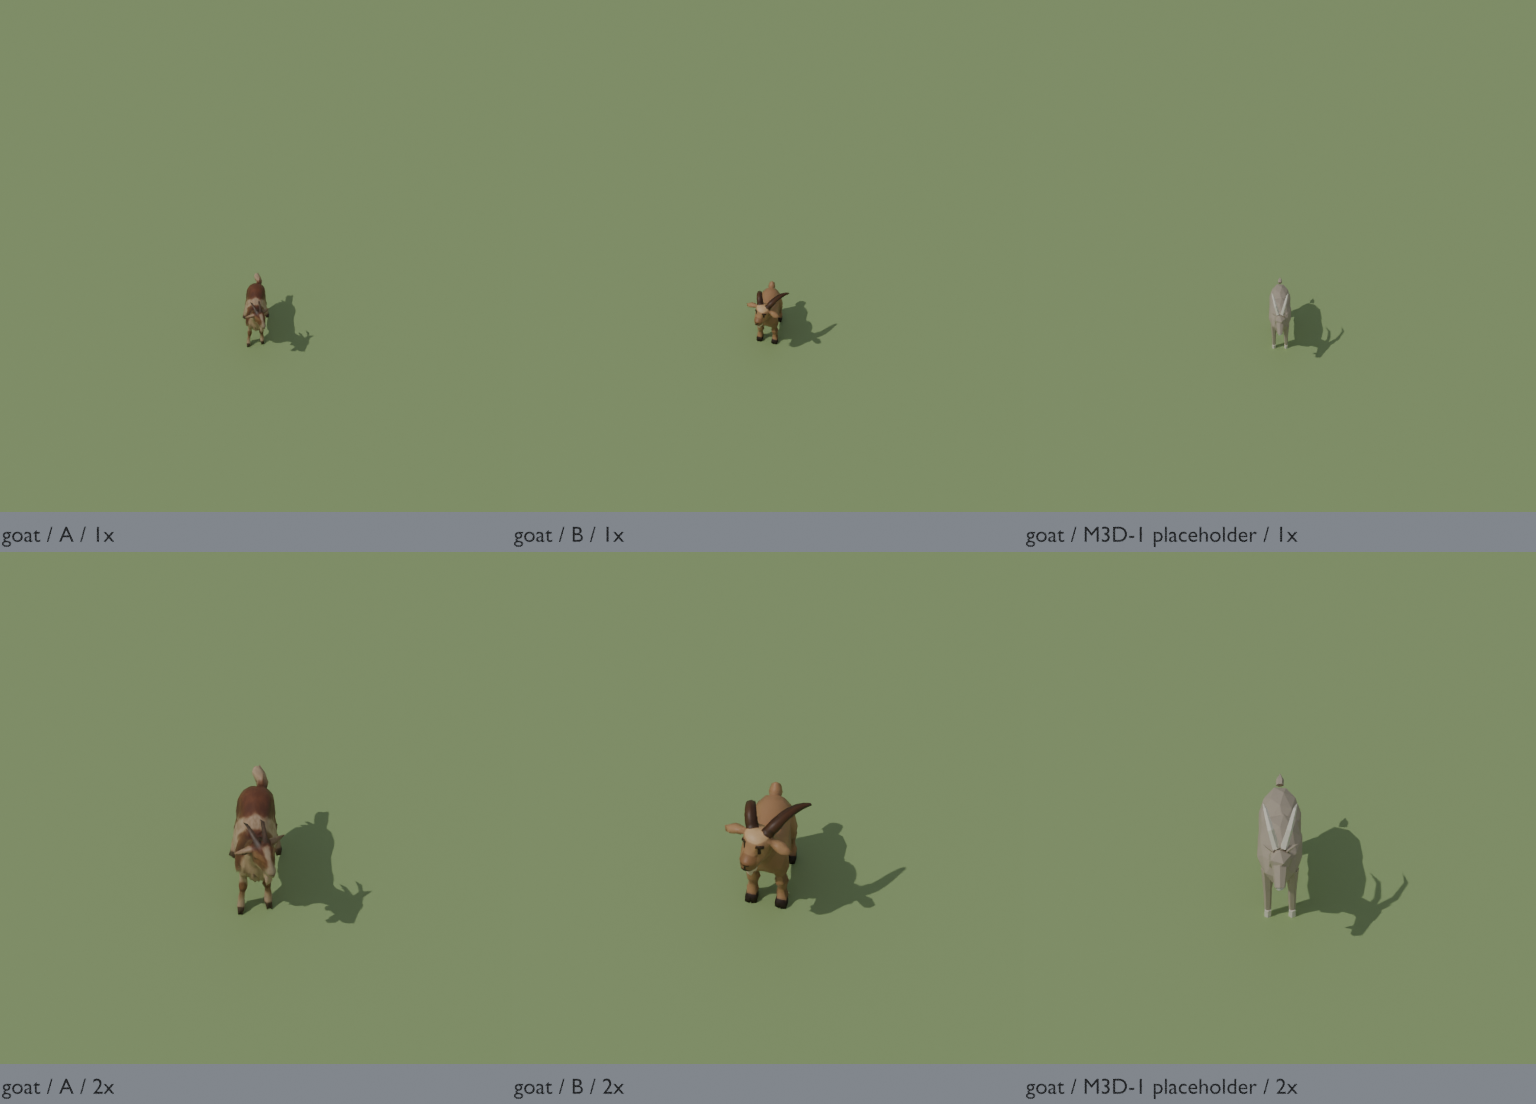 goat / A / 1x
goat / B / 1x
goat / M3D-1 placeholder / 1x
goat / A / 2x
goat / B / 2x
goat / M3D-1 placeholder / 2x